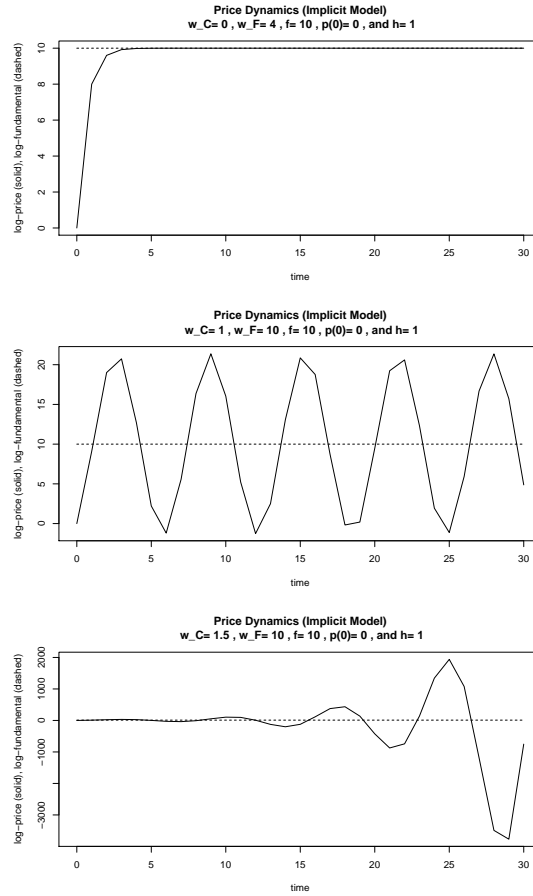 Price Dynamics (Implicit Model)
w_C= 0 , w_F= 4 , f= 10 , p(0)= 0 , and h= 1
log−price (solid), log−fundamental (dashed)
10
8
6
4
2
0
0 5 10 15 20 25 30
time
Price Dynamics (Implicit Model)
w_C= 1 , w_F= 10 , f= 10 , p(0)= 0 , and h= 1
log−price (solid), log−fundamental (dashed)
20
15
10
5
0
0 5 10 15 20 25 30
time
Price Dynamics (Implicit Model)
w_C= 1.5 , w_F= 10 , f= 10 , p(0)= 0 , and h= 1
log−price (solid), log−fundamental (dashed)
2000
1000
0
−1000
−3000
0 5 10 15 20 25 30
time